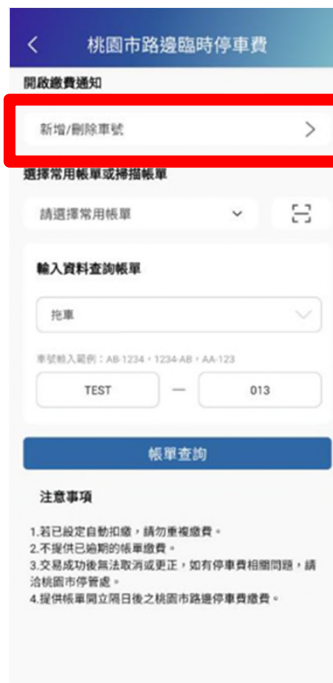 桃園市路邊臨時停車費
開啟繳費通知
新增/刪除車號
選擇常用帳單或掃描帳單
請選擇常用帳單
輸入資料查詢帳單
拖車
車號輸入範例：AB-1234，1234-AB，AA-123
TEST — 013
帳單查詢
注意事項
1.若已設定自動扣繳，請勿重複繳費。
2.不提供已逾期的帳單繳費。
3.交易成功後無法取消或更正，如有停車費相關問題，請
洽桃園市停管處。
4.提供帳單開立隔日後之桃園市路邊停車費繳費。